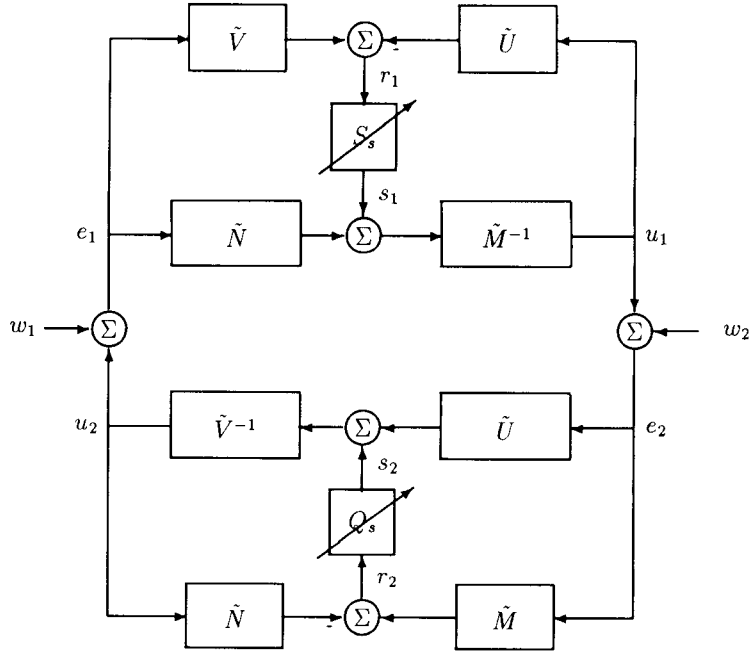 Ṽ Σ - Ũ
r₁
Sₛ
s₁
e₁ Ñ Σ M̃⁻¹ u₁
w₁ Σ Σ w₂
u₂ Ṽ⁻¹ Σ Ũ e₂
s₂
Qₛ
r₂
Ñ - Σ M̃